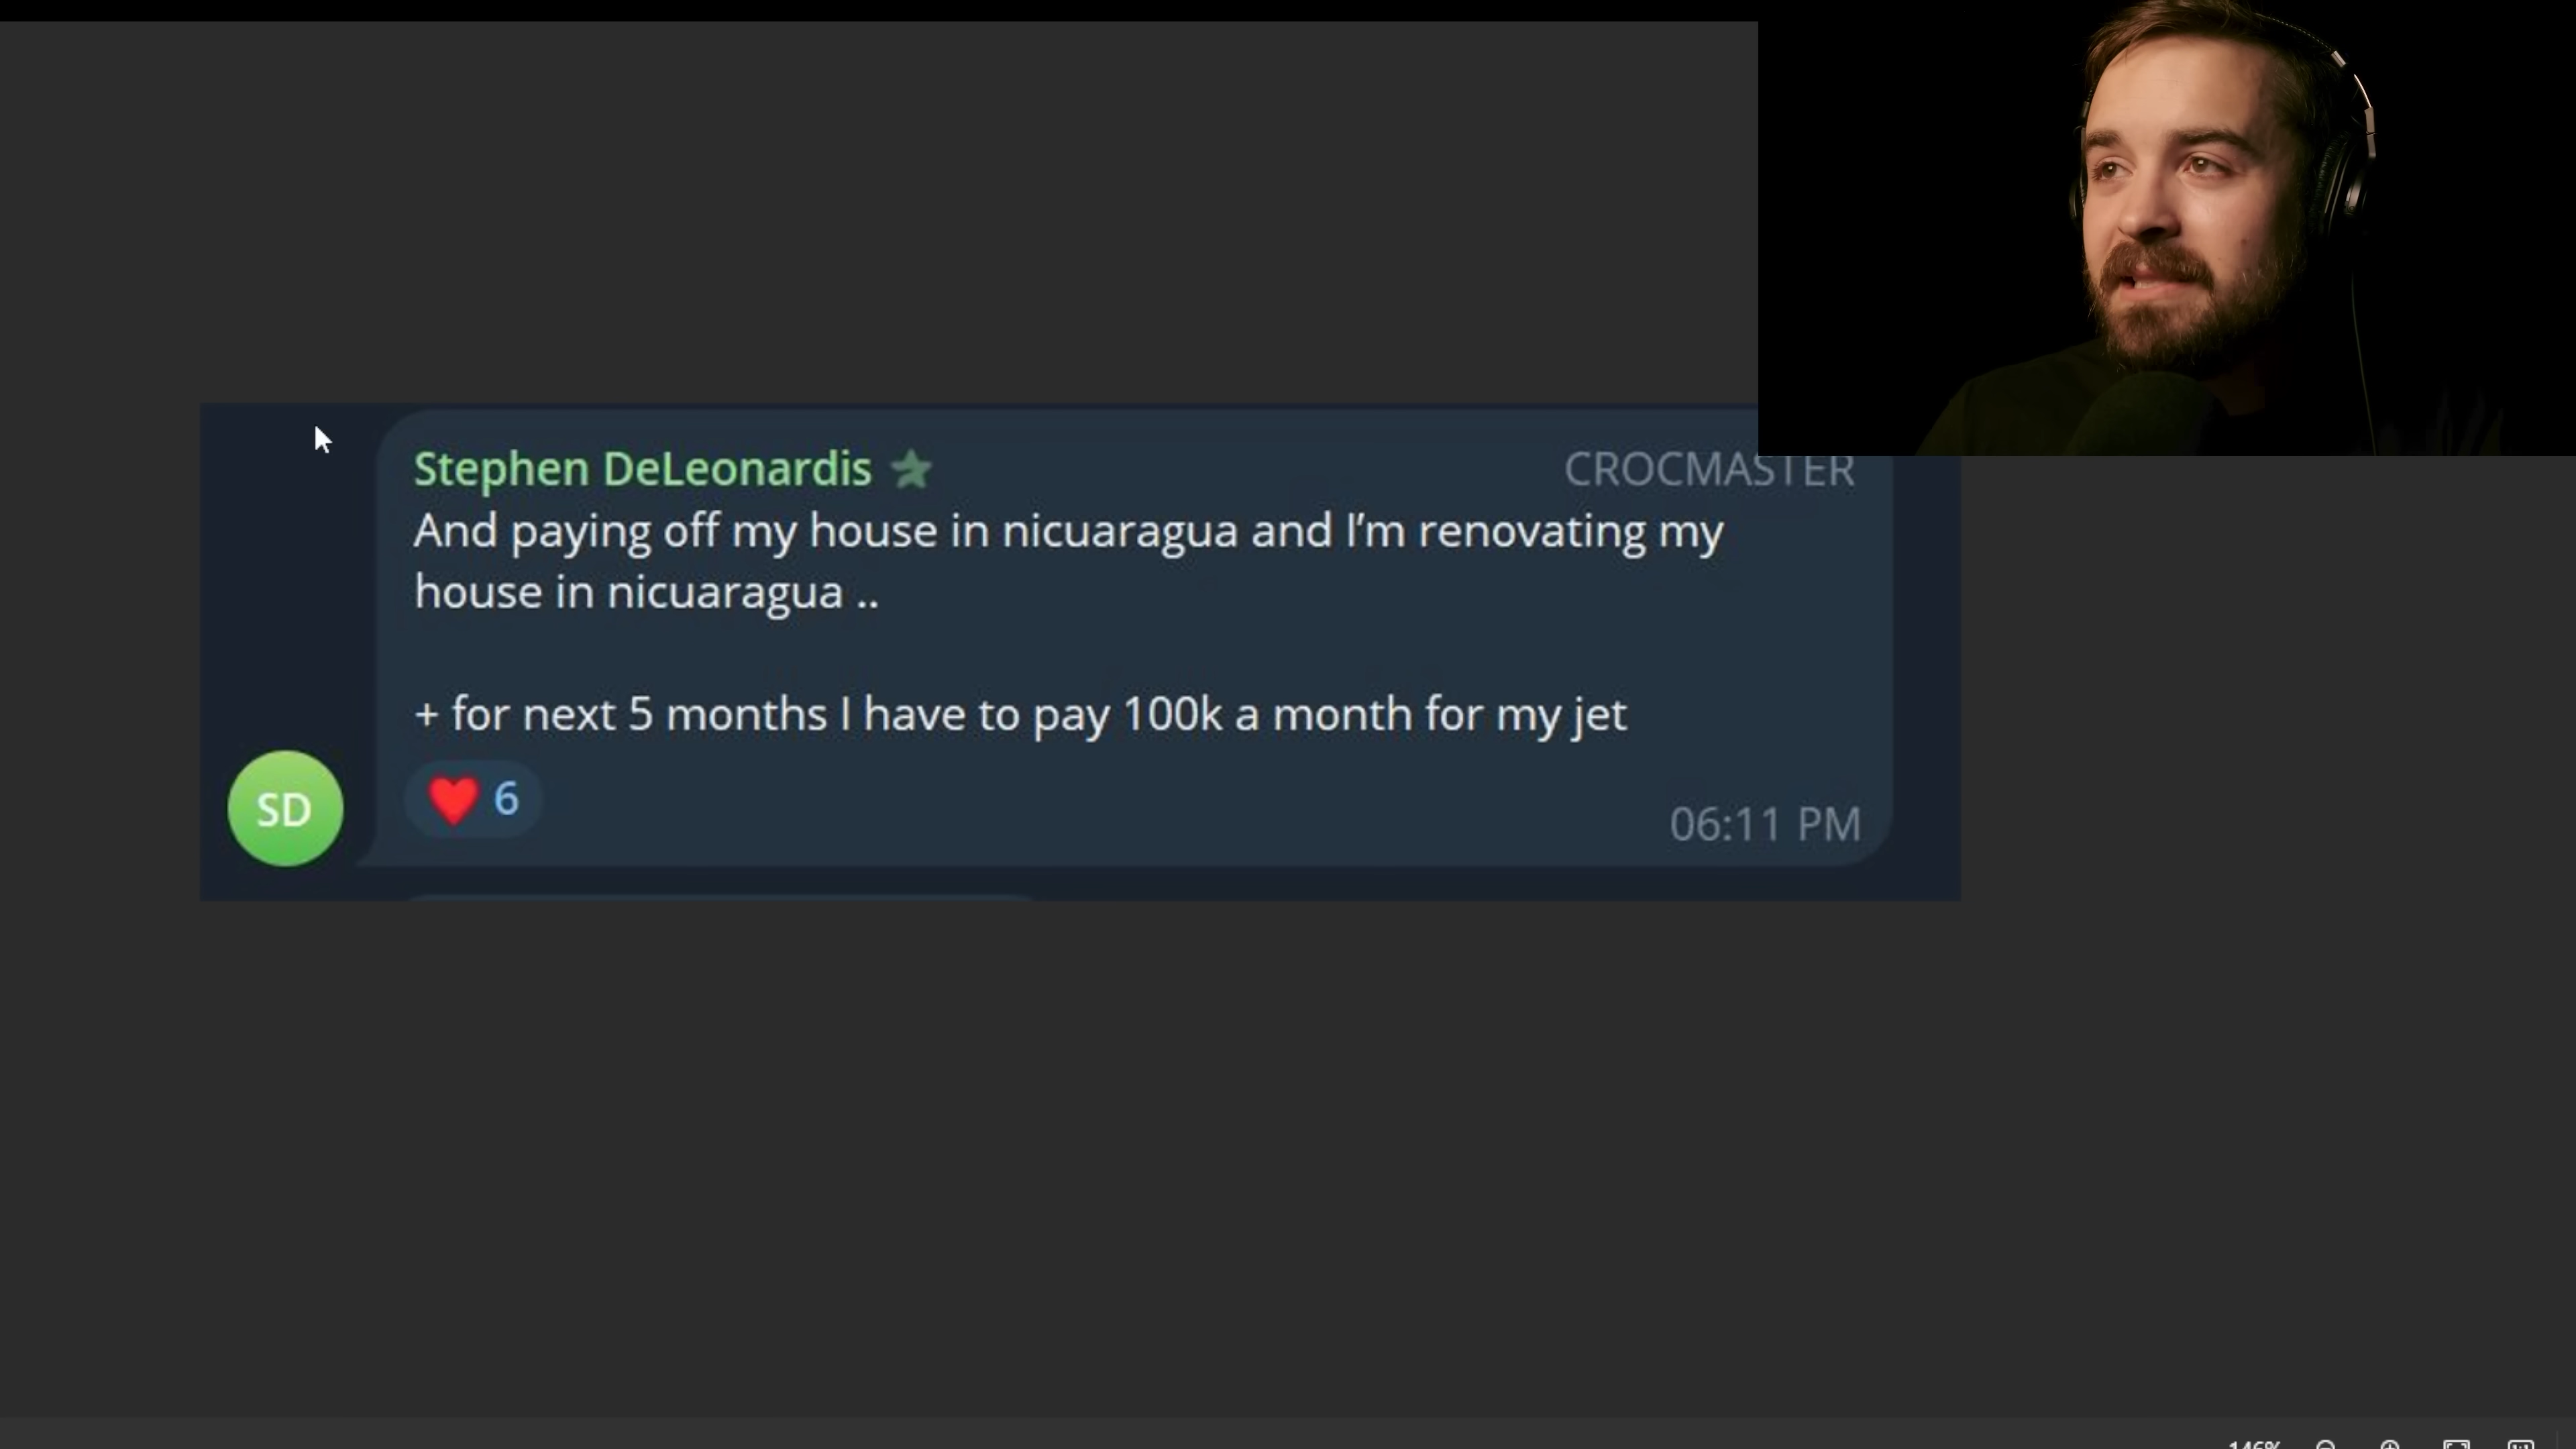 Stephen DeLeonardis
CROCMASTER
And paying off my house in nicuaragua and I'm renovating my
house in nicuaragua ..
+ for next 5 months I have to pay 100k a month for my jet
6
SD
06:11 PM
146%